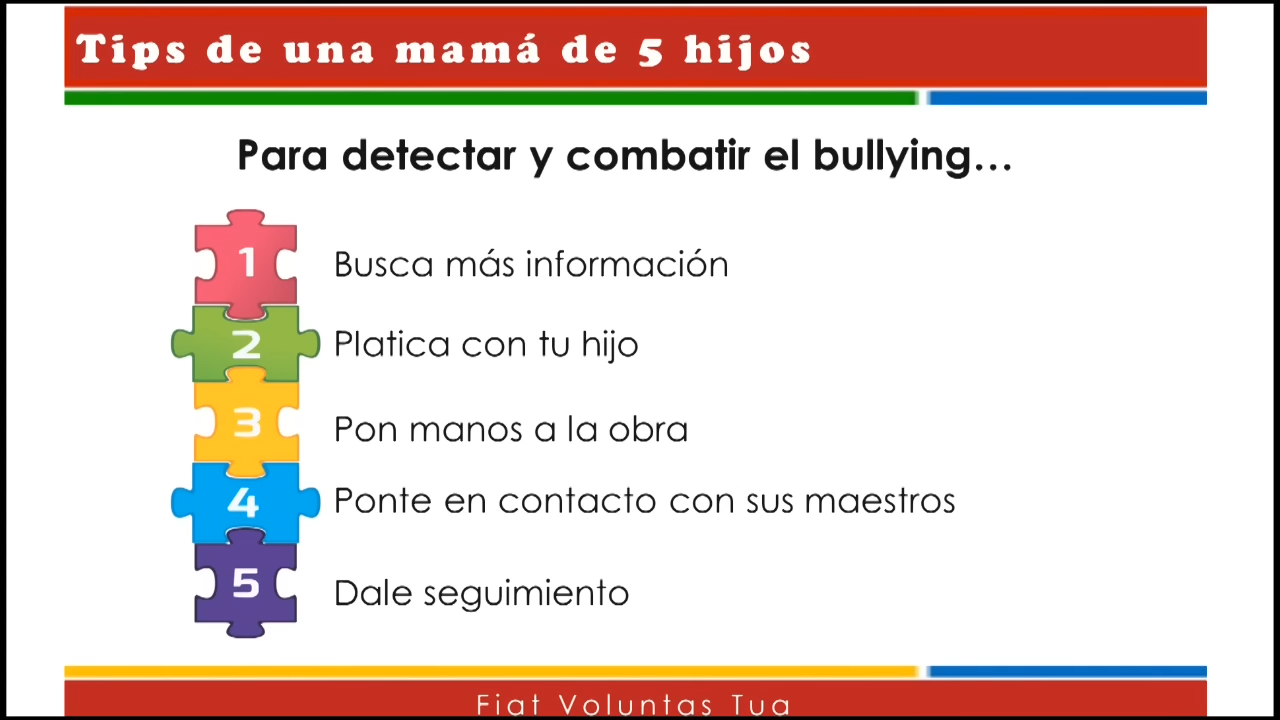 Tips de una mamá de 5 hijos
Para detectar y combatir el bullying...
1 Busca más información
2 Platica con tu hijo
3 Pon manos a la obra
4 Ponte en contacto con sus maestros
5 Dale seguimiento
Fiat Voluntas Tua